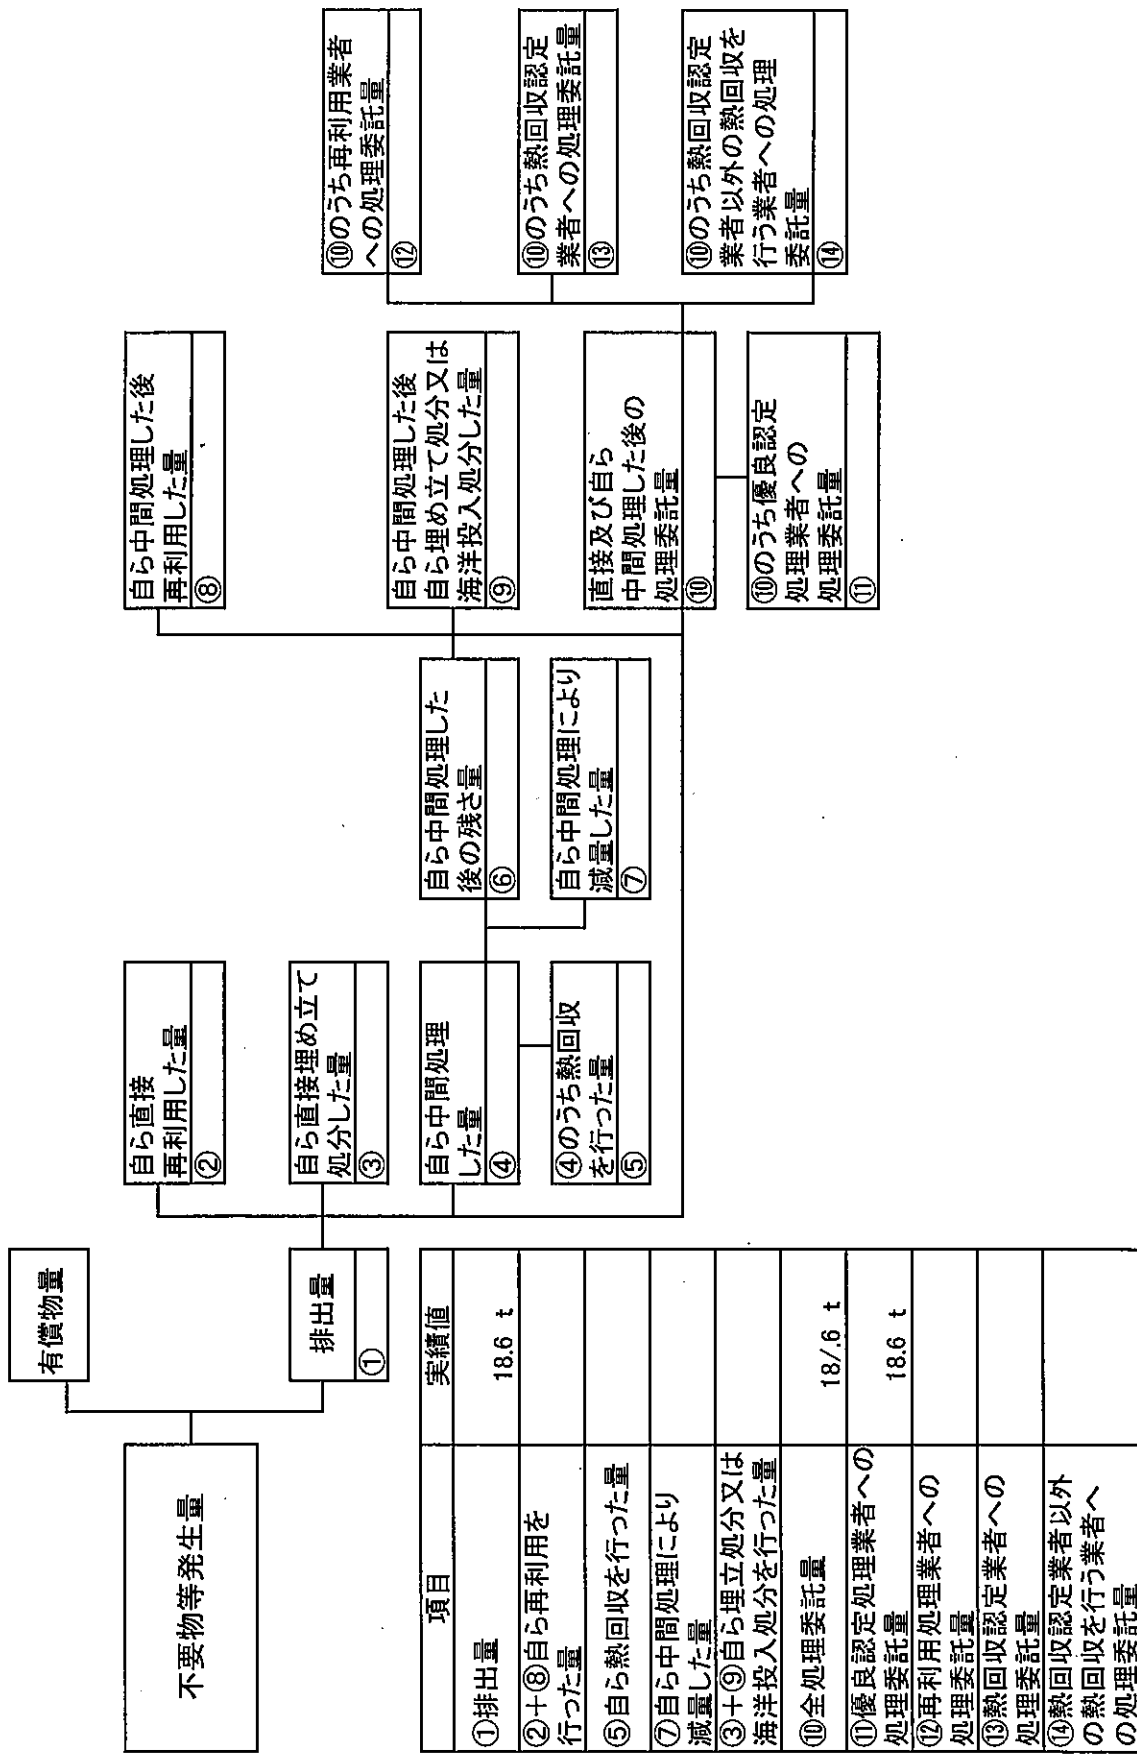 不要物等発生量
有償物量
排出量
①
自ら直接
再利用した量
②
自ら直接埋め立て
処分した量
③
自ら中間処理
した量
④
④のうち熱回収
を行った量
⑤
自ら中間処理した
後の残さ量
⑥
自ら中間処理により
減量した量
⑦
自ら中間処理した後
再利用した量
⑧
自ら中間処理した後
自ら埋め立て処分又は
海洋投入処分した量
⑨
直接及び自ら
中間処理した後の
処理委託量
⑩
⑩のうち優良認定
処理業者への
処理委託量
⑪
⑩のうち再利用業者
への処理委託量
⑫
⑩のうち熱回収認定
業者への処理委託量
⑬
⑩のうち熱回収認定
業者以外の熱回収を
行う業者への処理
委託量
⑭
項目 実績値
①排出量 18.6 t
②+⑧自ら再利用を
行った量
⑤自ら熱回収を行った量
⑦自ら中間処理により
減量した量
③+⑨自ら埋立処分又は
海洋投入処分を行った量
⑩全処理委託量 18/.6 t
⑪優良認定処理業者への
処理委託量 18.6 t
⑫再利用処理業者への
処理委託量
⑬熱回収認定業者への
処理委託量
⑭熱回収認定業者以外
の熱回収を行う業者へ
の処理委託量